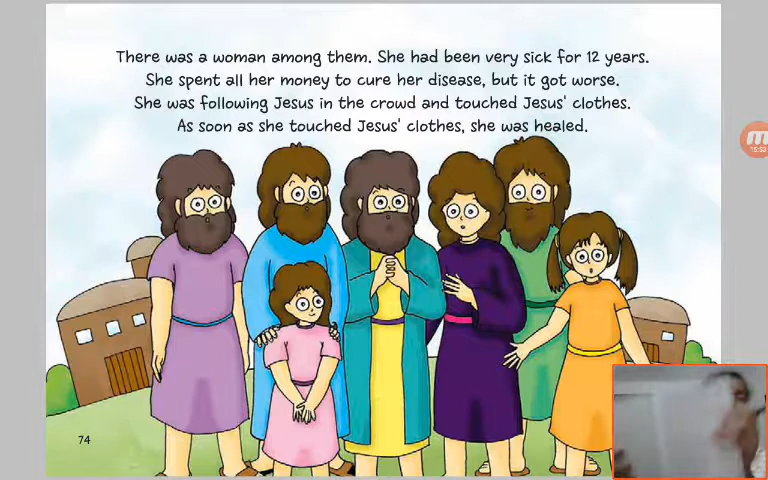 There was a woman among them. She had been very sick for 12 years.
She spent all her money to cure her disease, but it got worse.
She was following Jesus in the crowd and touched Jesus' clothes.
As soon as she touched Jesus' clothes, she was healed.
74